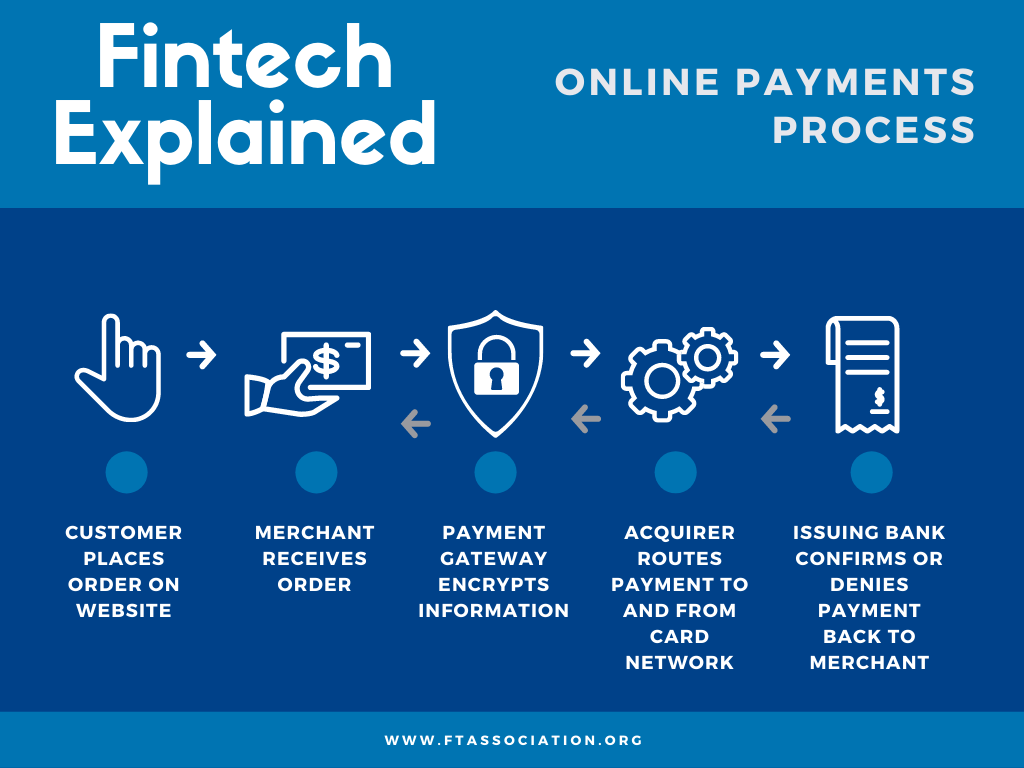 Fintech
Explained
ONLINE PAYMENTS
PROCESS
$
$
CUSTOMER
PLACES
ORDER ON
WEBSITE
MERCHANT
RECEIVES
ORDER
PAYMENT
GATEWAY
ENCRYPTS
INFORMATION
ACQUIRER
ROUTES
PAYMENT TO
AND FROM
CARD
NETWORK
ISSUING BANK
CONFIRMS OR
DENIES
PAYMENT
BACK TO
MERCHANT
WWW.FTASSOCIATION.ORG